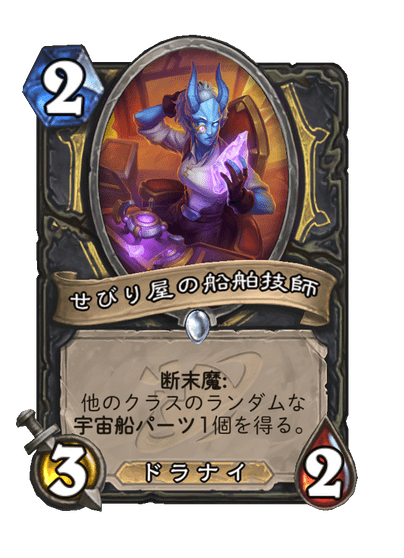 2
せびり屋の船舶技師
断末魔:
他のクラスのランダムな
宇宙船パーツ1個を得る。
3
ドラナイ
2